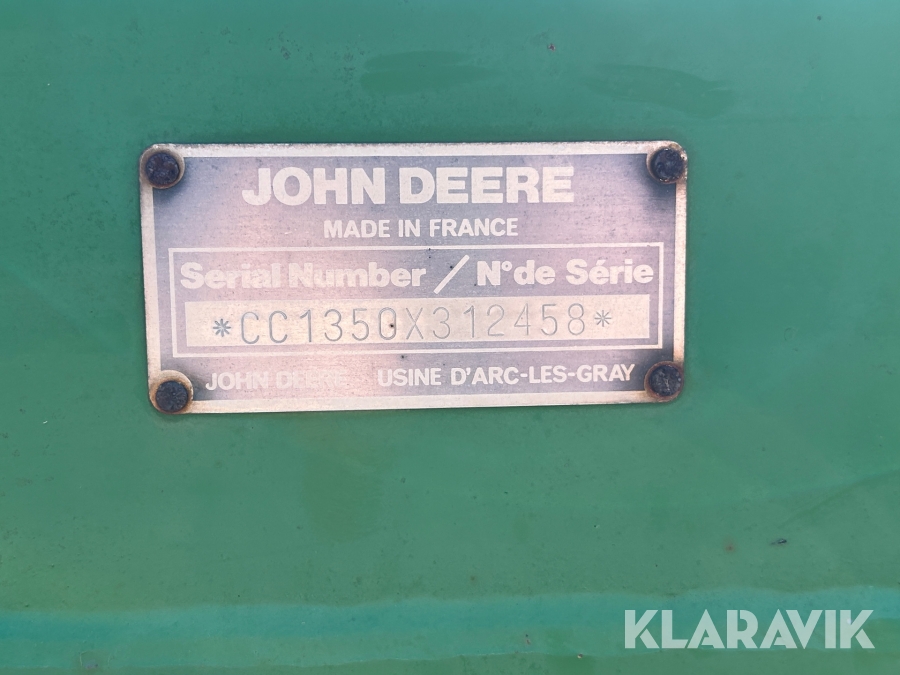 JOHN DEERE
MADE IN FRANCE
Serial Number / N° de Série
*CC1350X312458*
JOHN DEERE USINE D'ARC-LES-GRAY
KLARAVIK